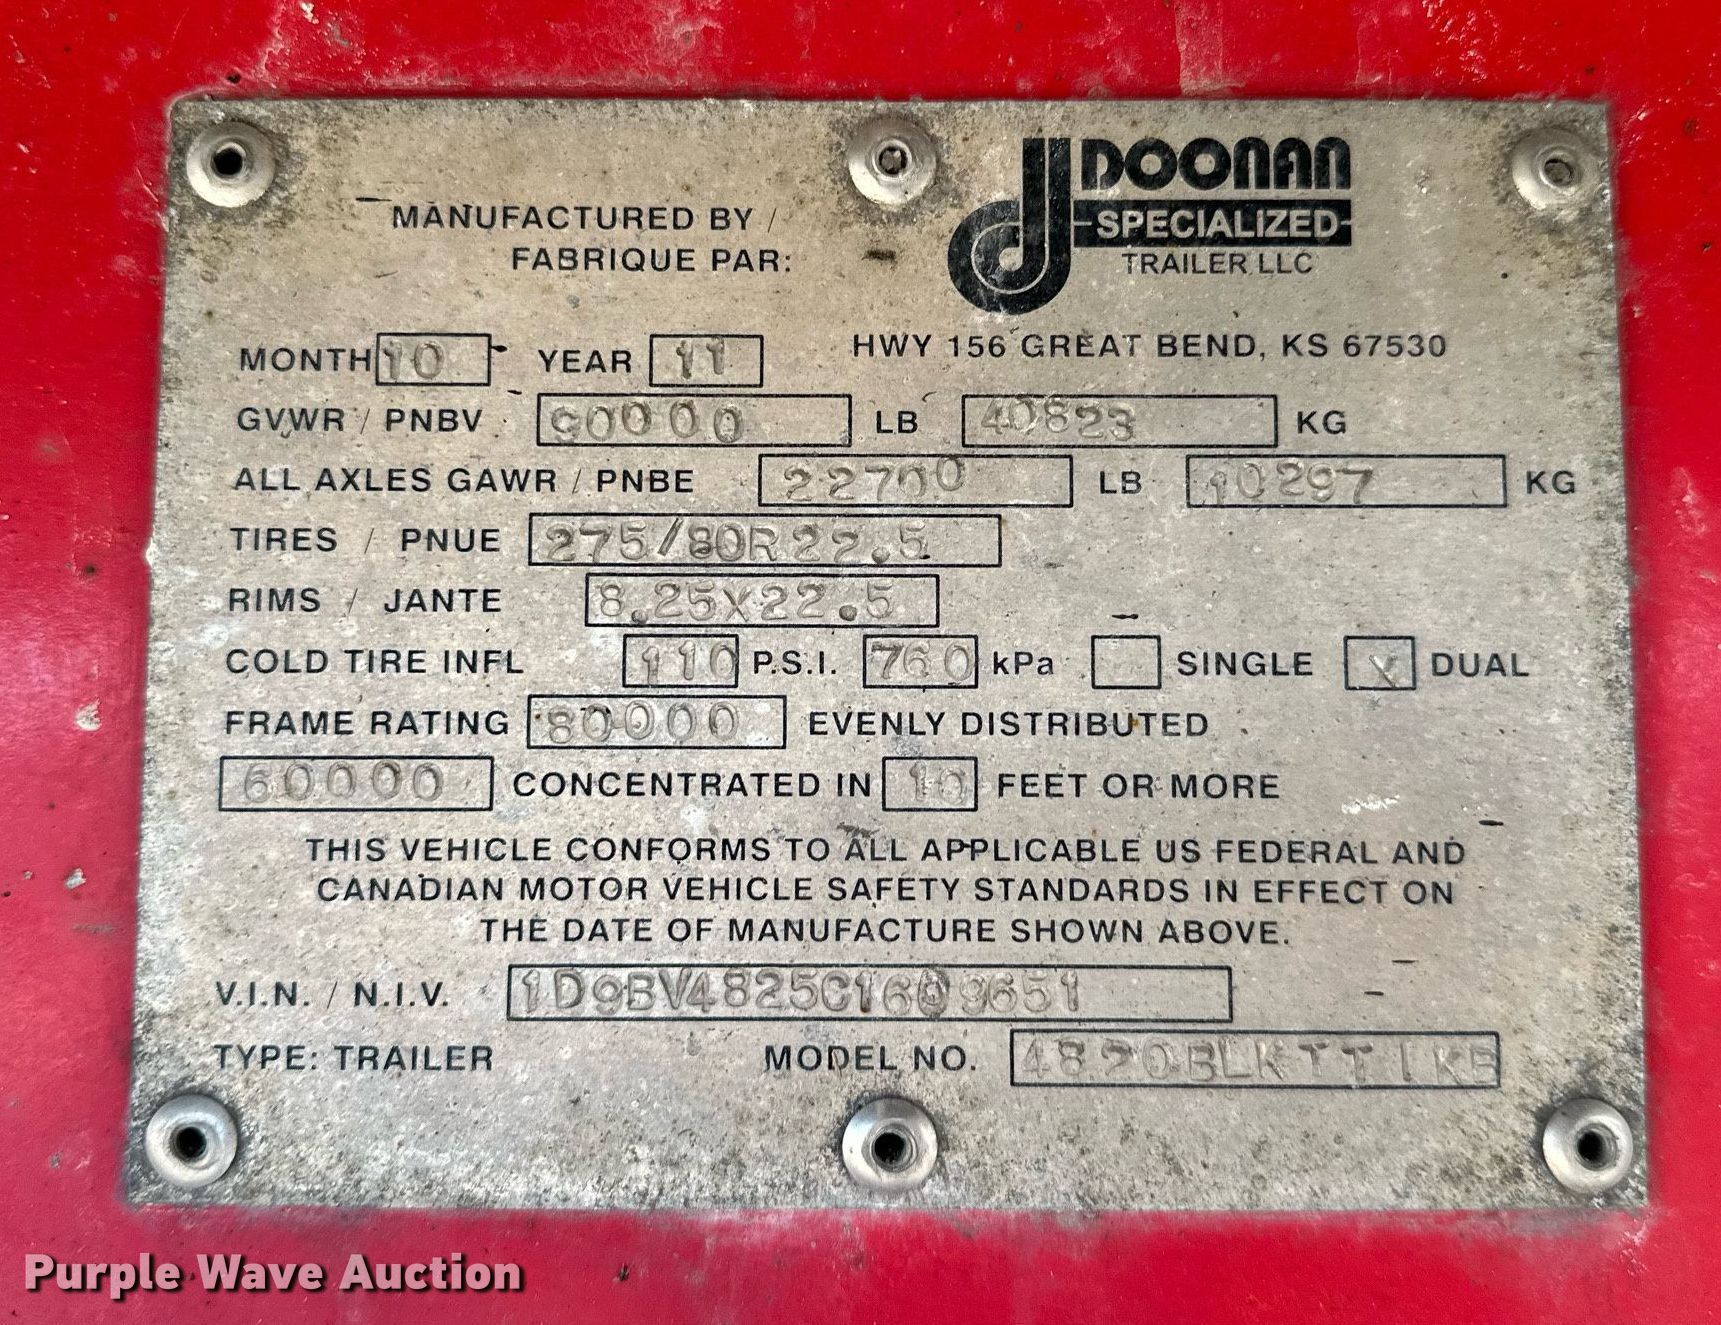 DOONAN
SPECIALIZED
TRAILER LLC
MANUFACTURED BY /
FABRIQUE PAR:
HWY 156 GREAT BEND, KS 67530
MONTH 10 YEAR 11
GVWR / PNBV 90000 LB 40823 KG
ALL AXLES GAWR / PNBE 22700 LB 10297 KG
TIRES / PNUE 275/80R22.5
RIMS / JANTE 8.25X22.5
COLD TIRE INFL 110 P.S.I. 760 kPa SINGLE X DUAL
FRAME RATING 80000 EVENLY DISTRIBUTED
60000 CONCENTRATED IN 10 FEET OR MORE
THIS VEHICLE CONFORMS TO ALL APPLICABLE US FEDERAL AND
CANADIAN MOTOR VEHICLE SAFETY STANDARDS IN EFFECT ON
THE DATE OF MANUFACTURE SHOWN ABOVE.
V.I.N. / N.I.V. 1D9BV4825C1609651
TYPE: TRAILER MODEL NO. 4820BLKTTIKE
Purple Wave Auction